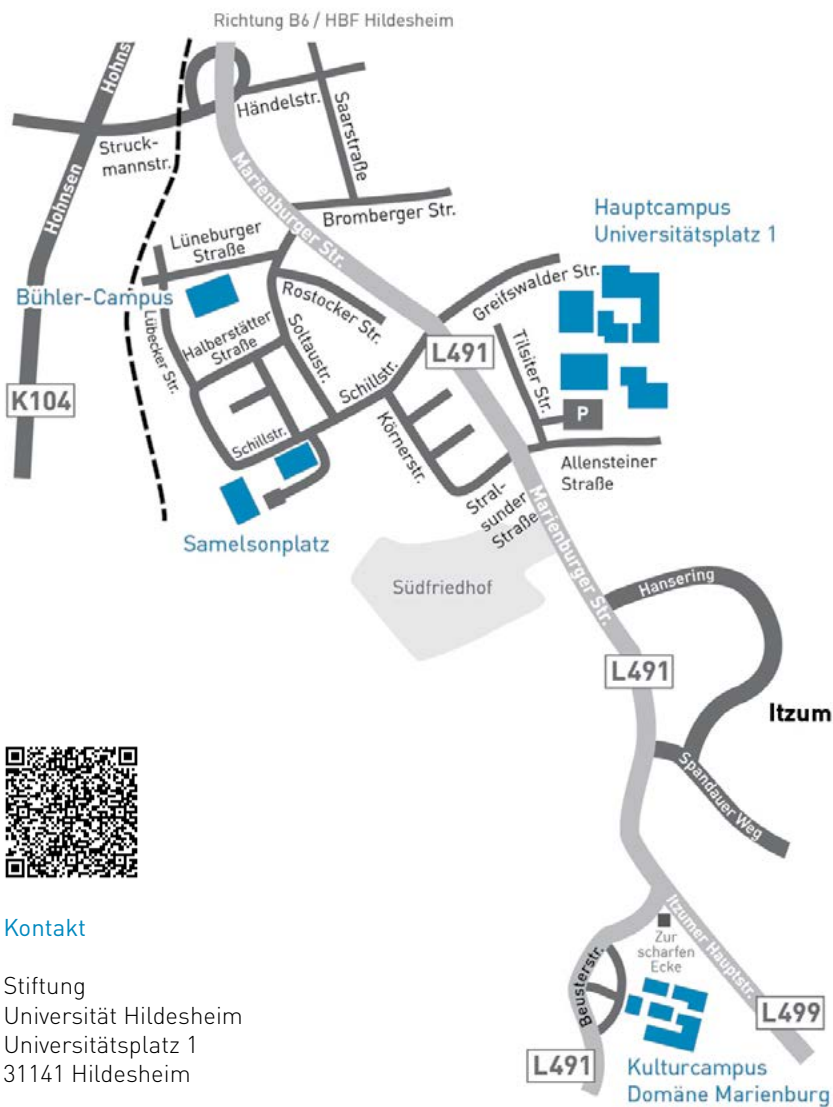 Richtung B6 / HBF Hildesheim
Hohns
Händelstr.
Saarstraße
Struck-
mannstr.
Hohnsen
Marienburger Str.
Bromberger Str.
Hauptcampus
Universitätsplatz 1
Lüneburger
Straße
Bühler-Campus
Rostocker Str.
Greifswalder Str.
Lübecker Str.
Halberstätter
Straße
Soltaustr.
L491
Tilsiter Str.
K104
Schillstr.
P
Schillstr.
Körnerstr.
Allensteiner
Straße
Stral-
sunder
Straße
Marienburger Str.
Samelsonplatz
Südfriedhof
Hansering
L491
Itzum
Spandauer Weg
Kontakt
Stiftung
Universität Hildesheim
Universitätsplatz 1
31141 Hildesheim
Itzumer Hauptstr.
Zur
scharfen
Ecke
Beusterstr.
L499
L491
Kulturcampus
Domäne Marienburg